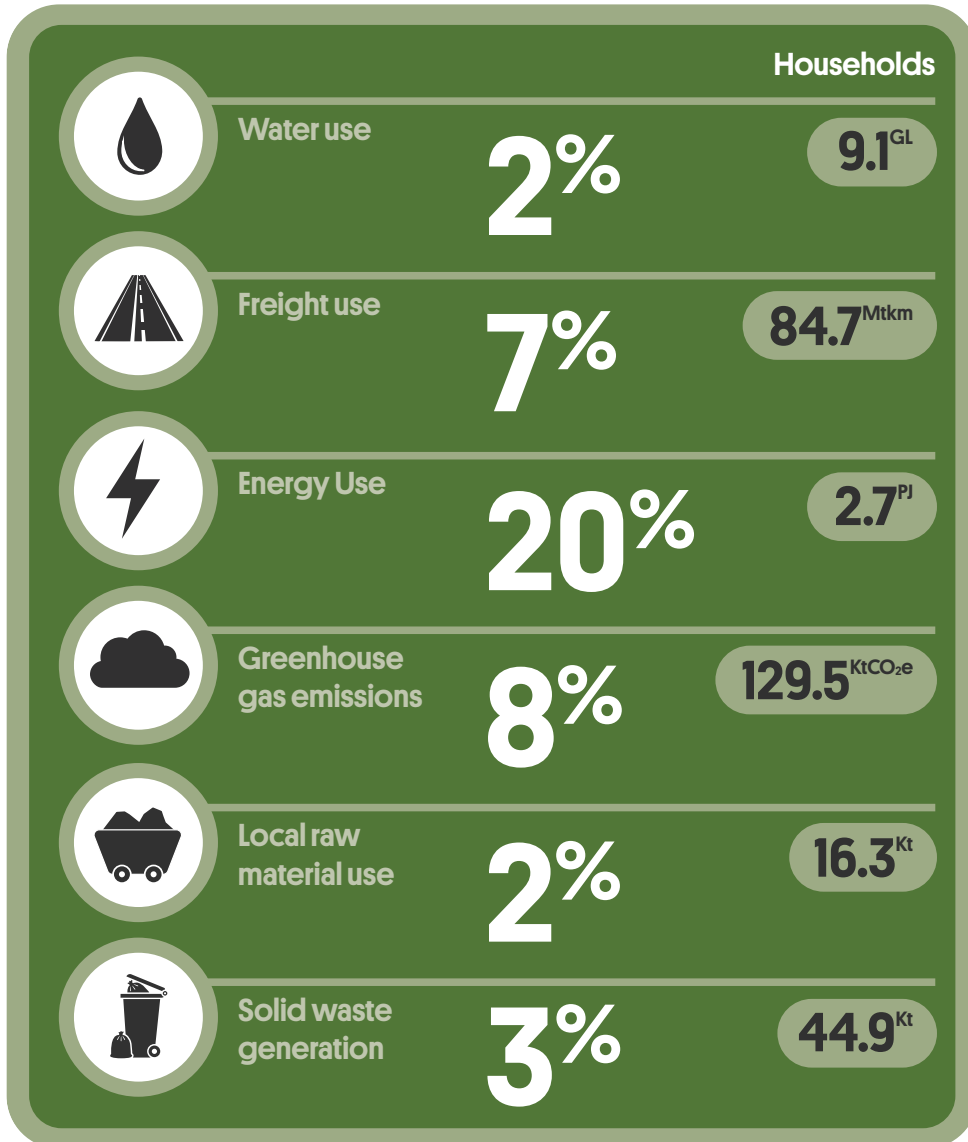 Households
Water use
2%
9.1GL
Freight use
7%
84.7Mtkm
Energy Use
20%
2.7PJ
Greenhouse
gas emissions
8%
129.5KtCO₂e
Local raw
material use
2%
16.3Kt
Solid waste
generation
3%
44.9Kt